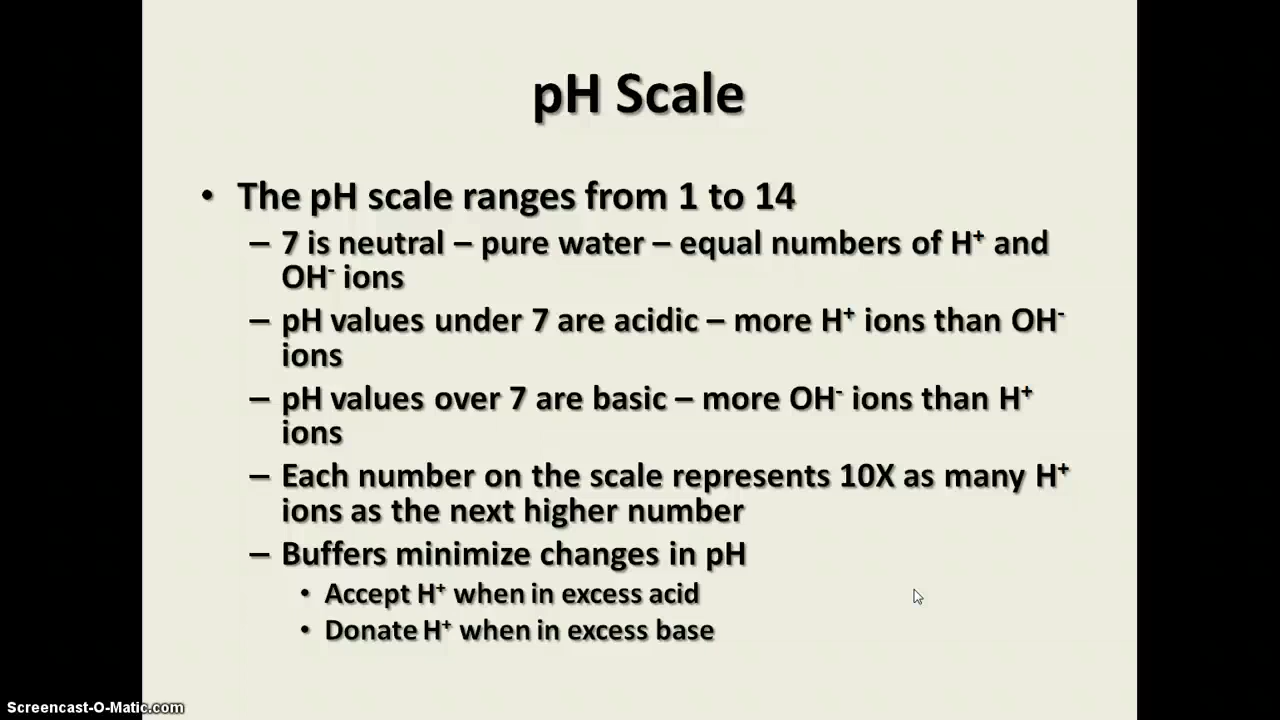 pH Scale
• The pH scale ranges from 1 to 14
– 7 is neutral – pure water – equal numbers of H⁺ and
OH⁻ ions
– pH values under 7 are acidic – more H⁺ ions than OH⁻
ions
– pH values over 7 are basic – more OH⁻ ions than H⁺
ions
– Each number on the scale represents 10X as many H⁺
ions as the next higher number
– Buffers minimize changes in pH
• Accept H⁺ when in excess acid
• Donate H⁺ when in excess base
Screencast-O-Matic.com